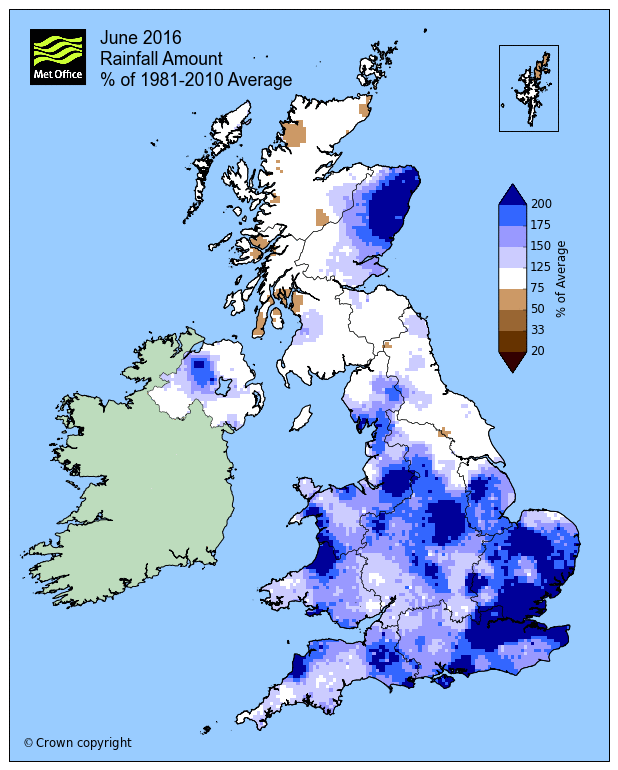 June 2016
Rainfall Amount
% of 1981-2010 Average
Met Office
200
175
150
125
75
50
33
20
% of Average
© Crown copyright